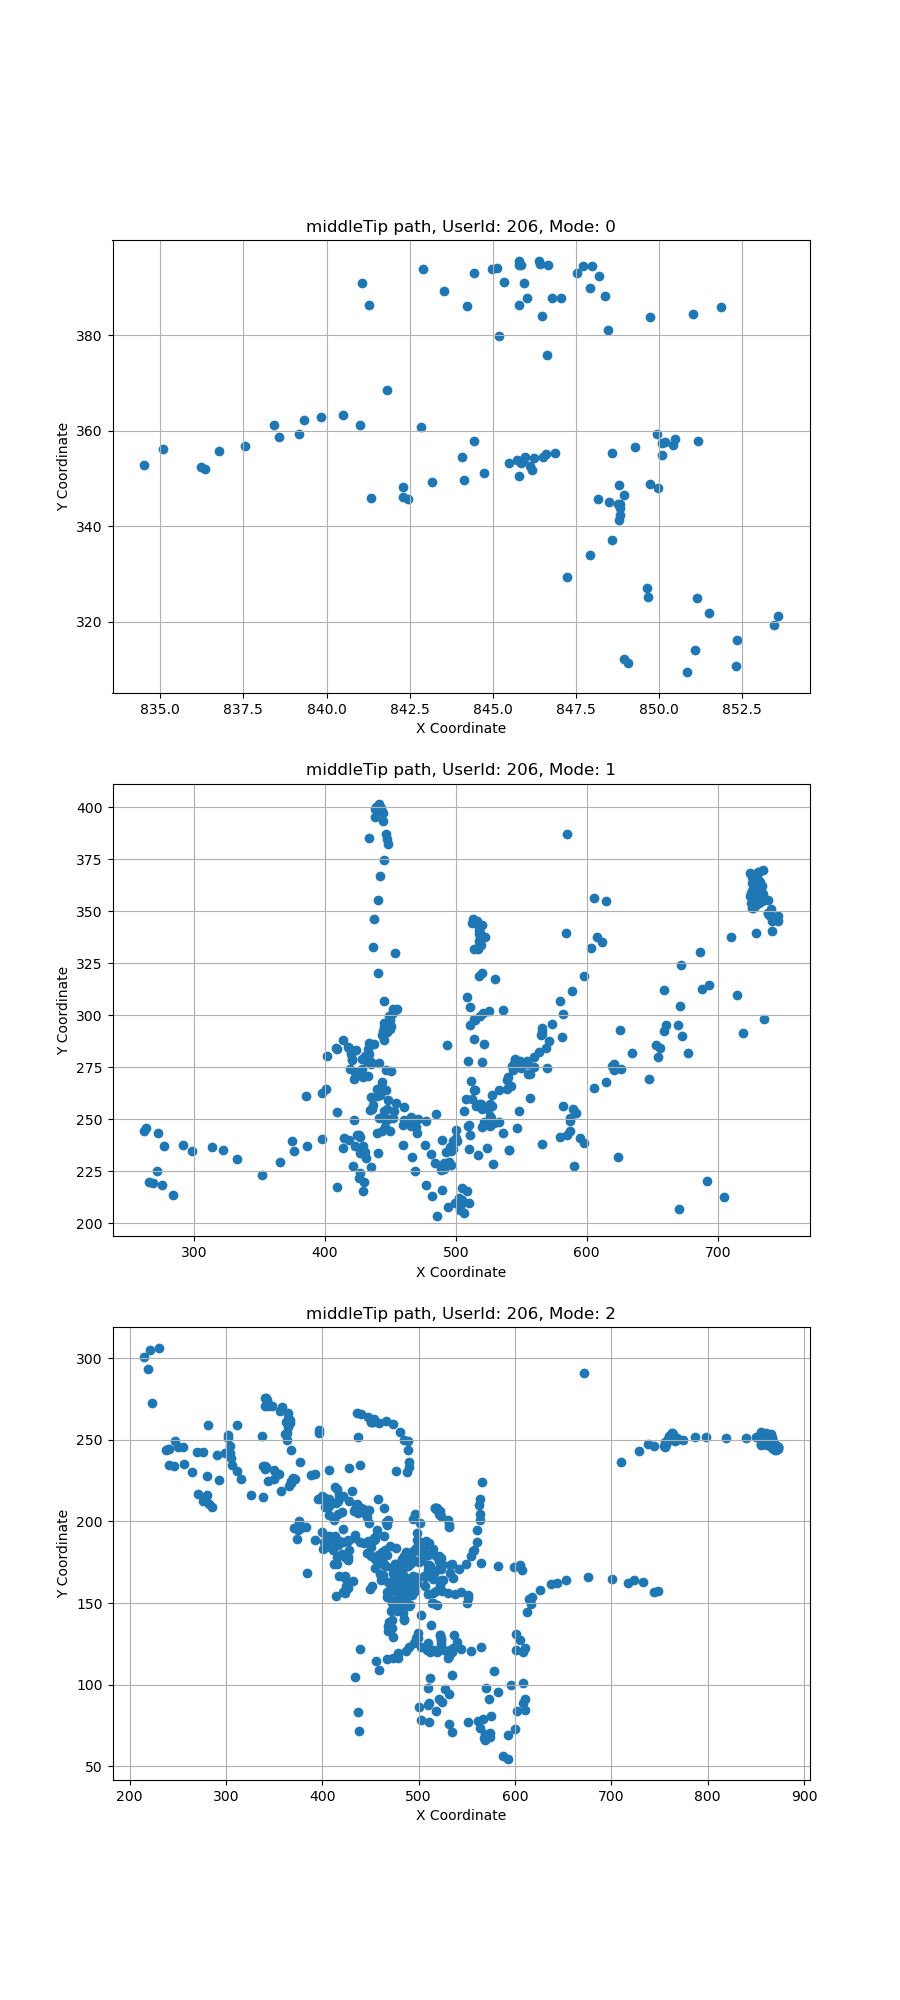 middleTip path, UserId: 206, Mode: 0
380
360
340
320
Y Coordinate
835.0 837.5 840.0 842.5 845.0 847.5 850.0 852.5
X Coordinate
middleTip path, UserId: 206, Mode: 1
400
375
350
325
300
275
250
225
200
Y Coordinate
300 400 500 600 700
X Coordinate
middleTip path, UserId: 206, Mode: 2
300
250
200
150
100
50
Y Coordinate
200 300 400 500 600 700 800 900
X Coordinate